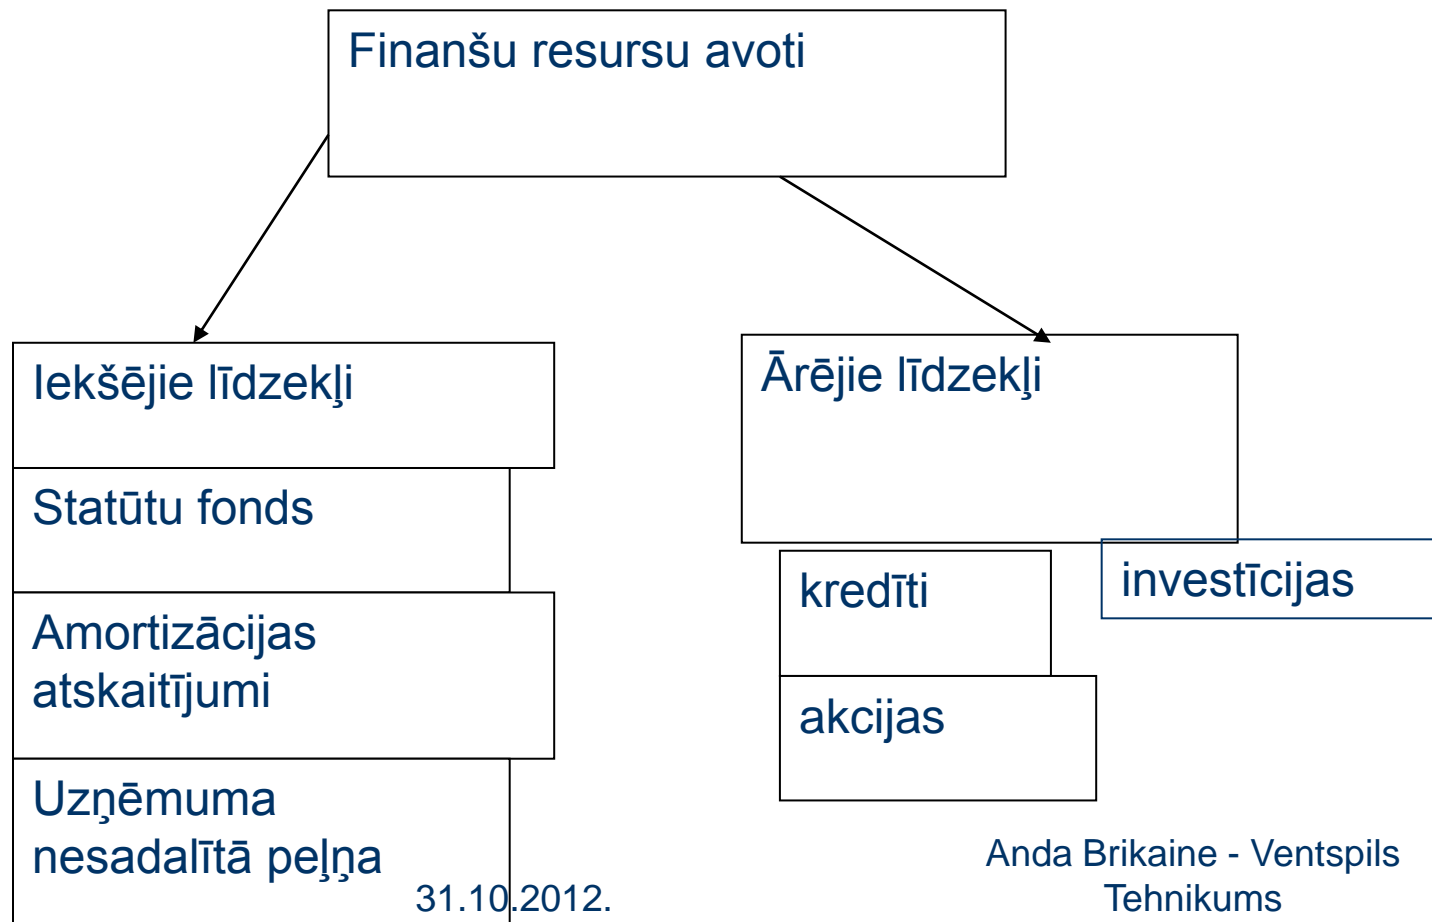 Finanšu resursu avoti
Iekšējie līdzekļi
Statūtu fonds
Amortizācijas
atskaitījumi
Uzņēmuma
nesadalītā peļņa
Ārējie līdzekļi
kredīti
investīcijas
akcijas
31.10.2012.
Anda Brikaine - Ventspils
Tehnikums